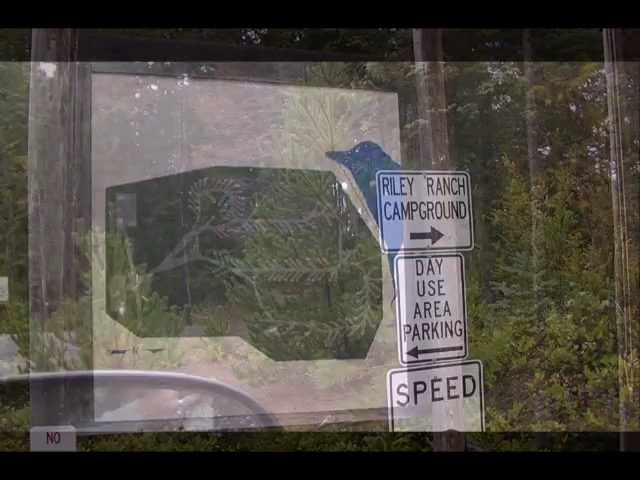 RILEY RANCH
CAMPGROUND
DAY
USE
AREA
PARKING
SPEED
NO